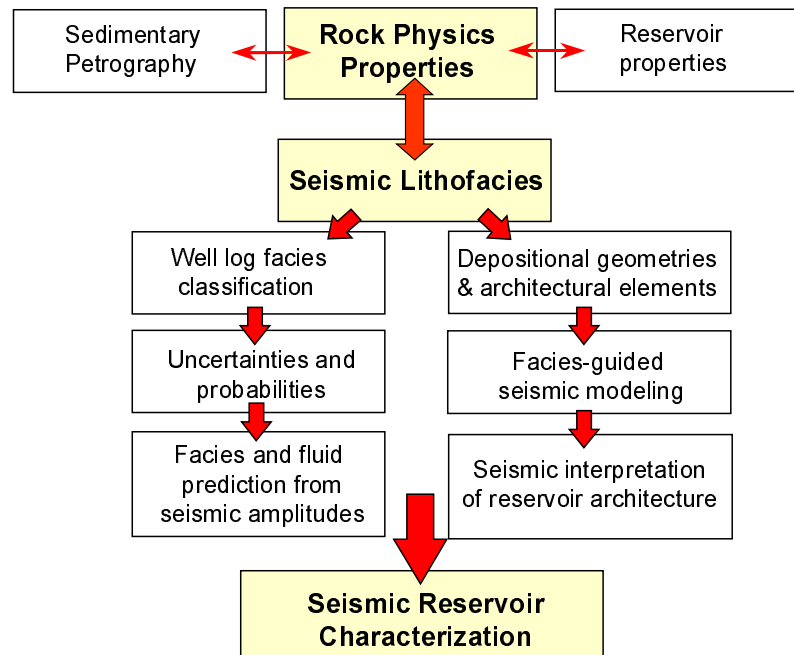 Sedimentary
Petrography
Rock Physics
Properties
Reservoir
properties
Seismic Lithofacies
Well log facies
classification
Depositional geometries
& architectural elements
Uncertainties and
probabilities
Facies-guided
seismic modeling
Facies and fluid
prediction from
seismic amplitudes
Seismic interpretation
of reservoir architecture
Seismic Reservoir
Characterization